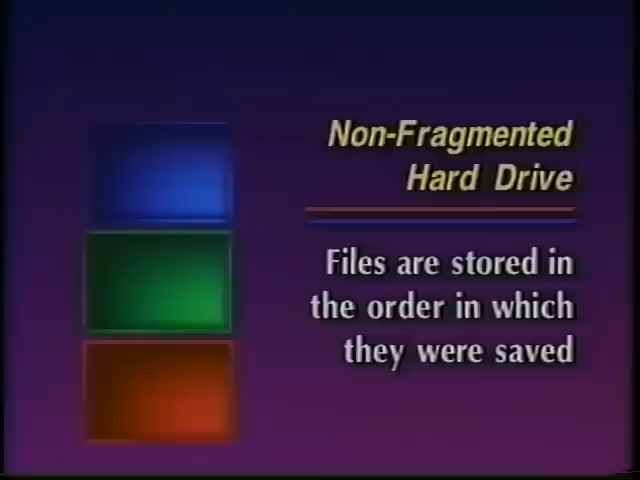 Non-Fragmented
Hard Drive
Files are stored in
the order in which
they were saved